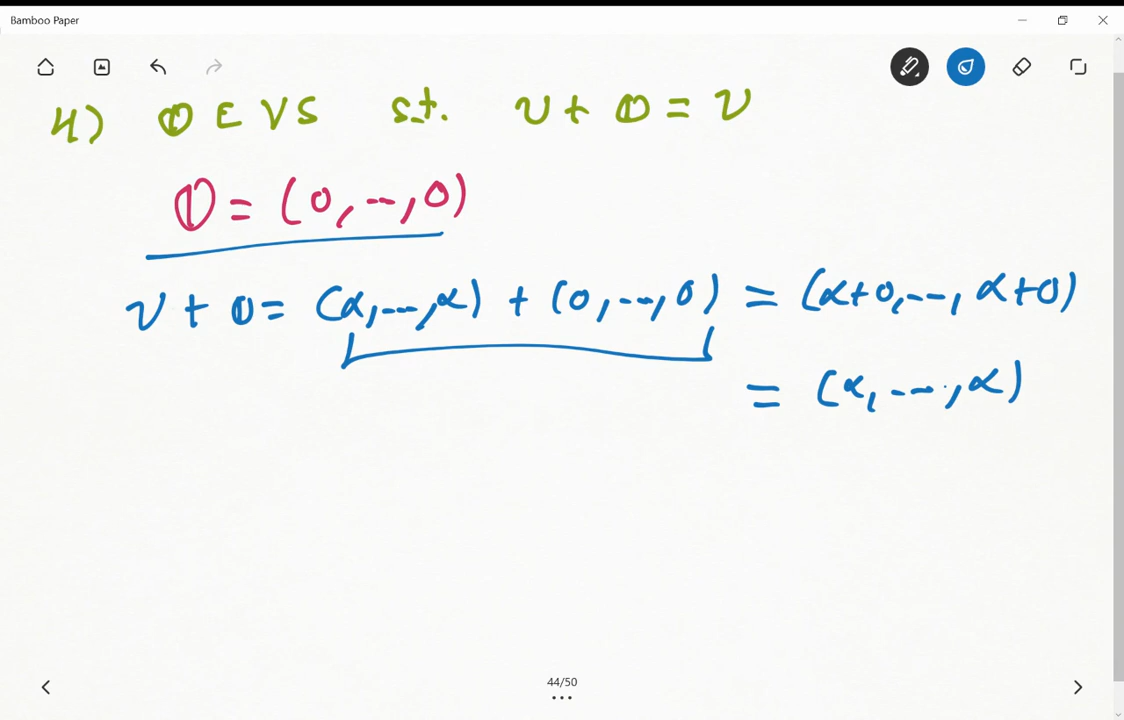 Bamboo Paper
4) 𝟘 ∈ VS s.t. v + 𝟘 = v
𝟘 = (0, --, 0)
v + 𝟘 = (α, ---, α) + (0, ---, 0) = (α+0, ---, α+0)
= (α, ---, α)
44/50